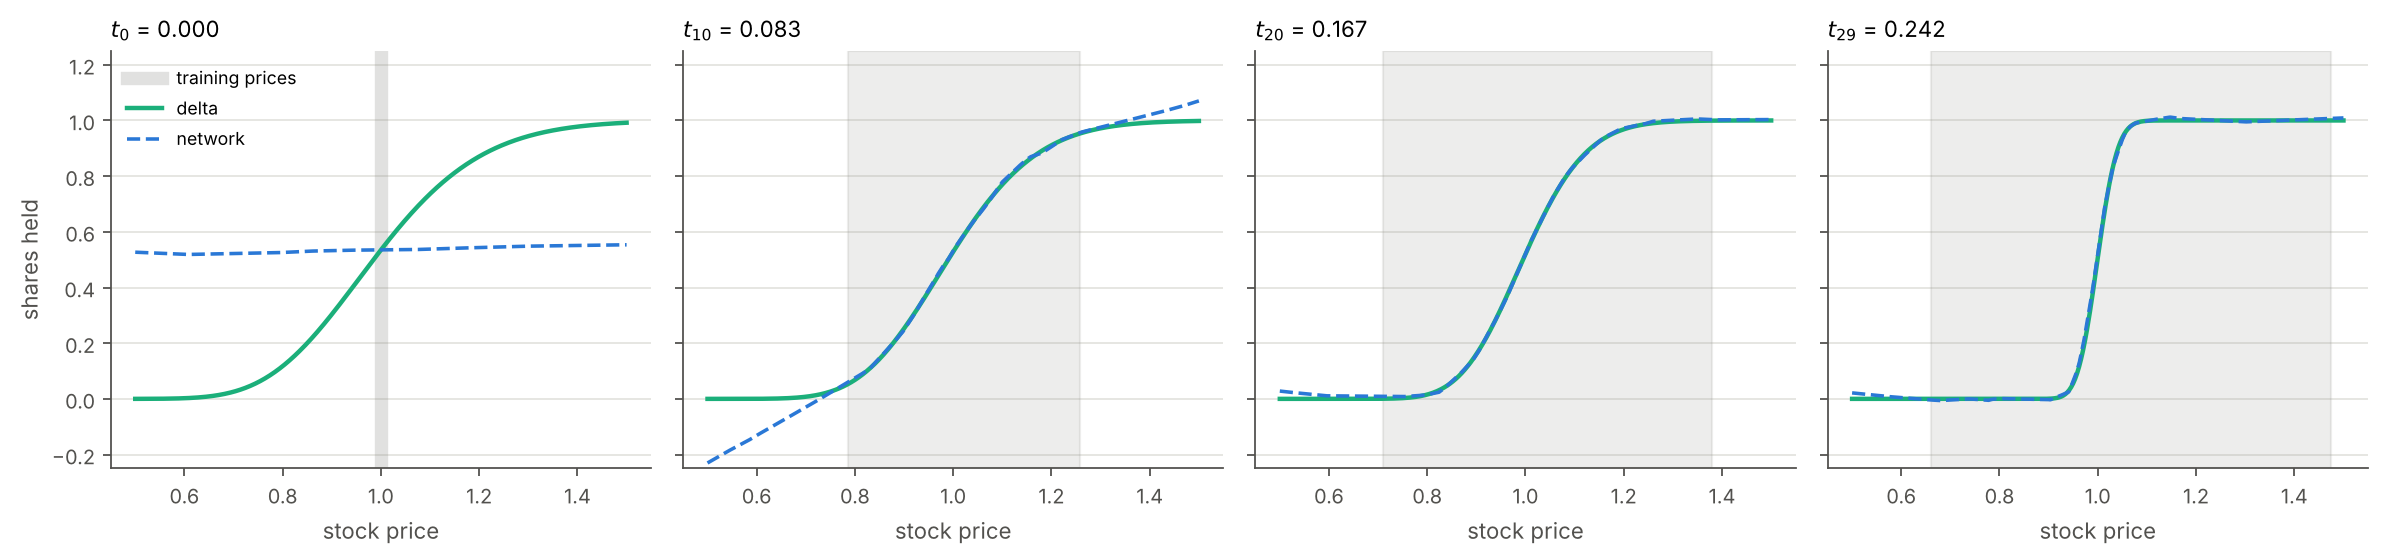 t0 = 0.000
t10 = 0.083
t20 = 0.167
t29 = 0.242
training prices
delta
network
shares held
1.2
1.0
0.8
0.6
0.4
0.2
0.0
−0.2
0.6 0.8 1.0 1.2 1.4
0.6 0.8 1.0 1.2 1.4
0.6 0.8 1.0 1.2 1.4
0.6 0.8 1.0 1.2 1.4
stock price
stock price
stock price
stock price